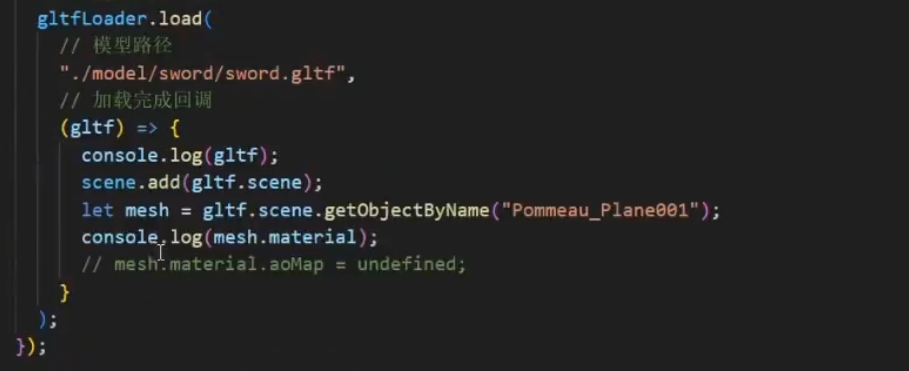 gltfLoader.load(
// 模型路径
"./model/sword/sword.gltf",
// 加载完成回调
(gltf) => {
console.log(gltf);
scene.add(gltf.scene);
let mesh = gltf.scene.getObjectByName("Pommeau_Plane001");
console.log(mesh.material);
// mesh.material.aoMap = undefined;
}
);
});